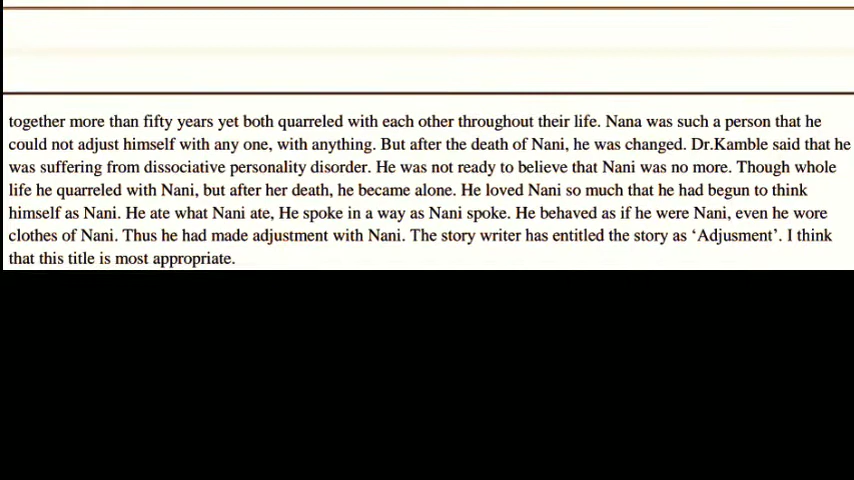 together more than fifty years yet both quarreled with each other throughout their life. Nana was such a person that he
could not adjust himself with any one, with anything. But after the death of Nani, he was changed. Dr.Kamble said that he
was suffering from dissociative personality disorder. He was not ready to believe that Nani was no more. Though whole
life he quarreled with Nani, but after her death, he became alone. He loved Nani so much that he had begun to think
himself as Nani. He ate what Nani ate, He spoke in a way as Nani spoke. He behaved as if he were Nani, even he wore
clothes of Nani. Thus he had made adjustment with Nani. The story writer has entitled the story as ‘Adjusment’. I think
that this title is most appropriate.